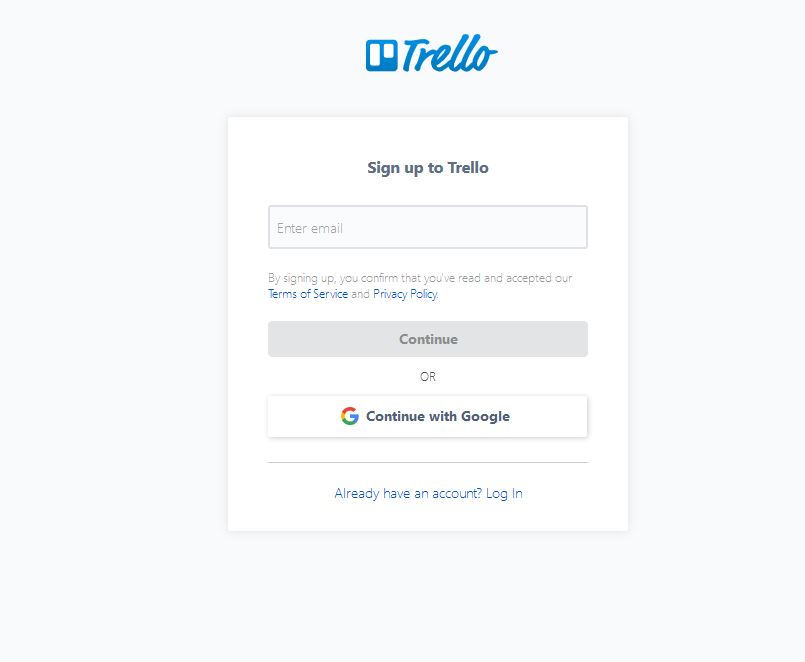 Trello
Sign up to Trello
Enter email
By signing up, you confirm that you've read and accepted our
Terms of Service and Privacy Policy.
Continue
OR
Continue with Google
Already have an account? Log In